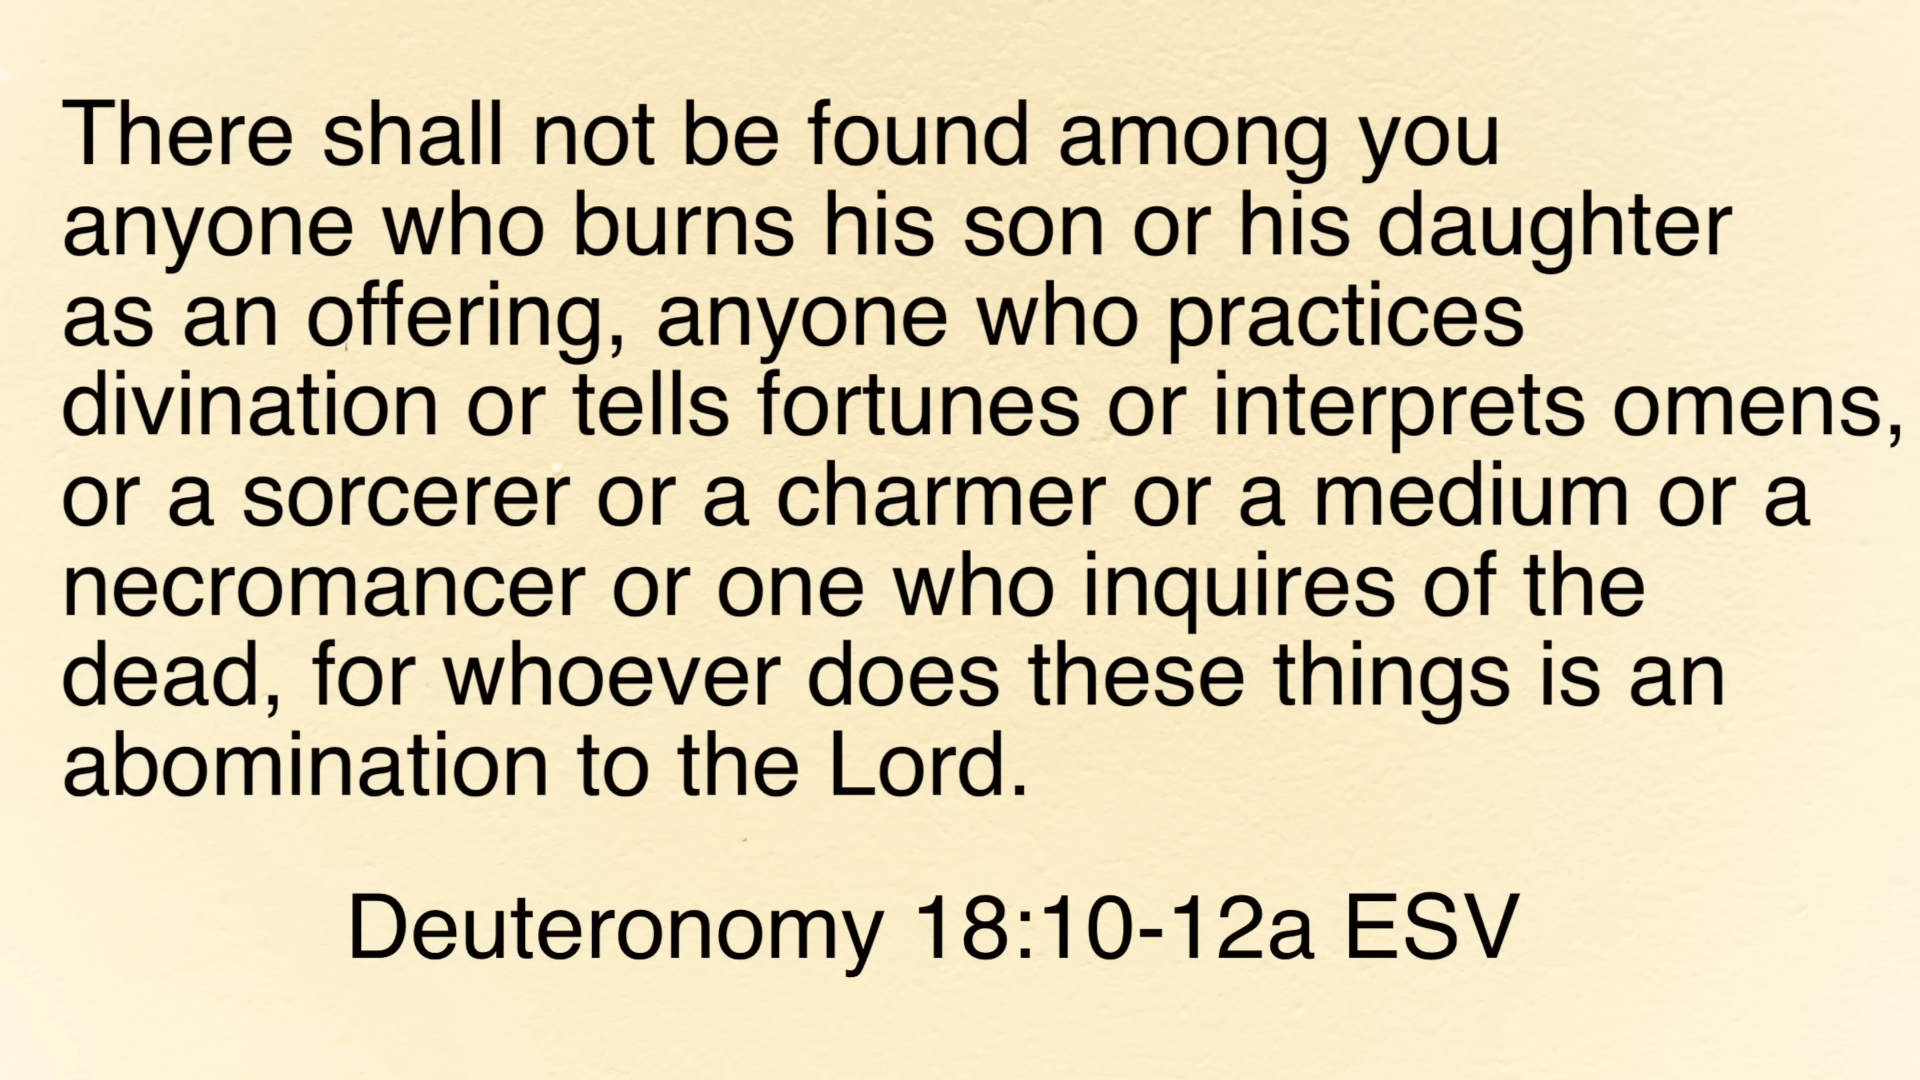 There shall not be found among you
anyone who burns his son or his daughter
as an offering, anyone who practices
divination or tells fortunes or interprets omens,
or a sorcerer or a charmer or a medium or a
necromancer or one who inquires of the
dead, for whoever does these things is an
abomination to the Lord.
Deuteronomy 18:10-12a ESV